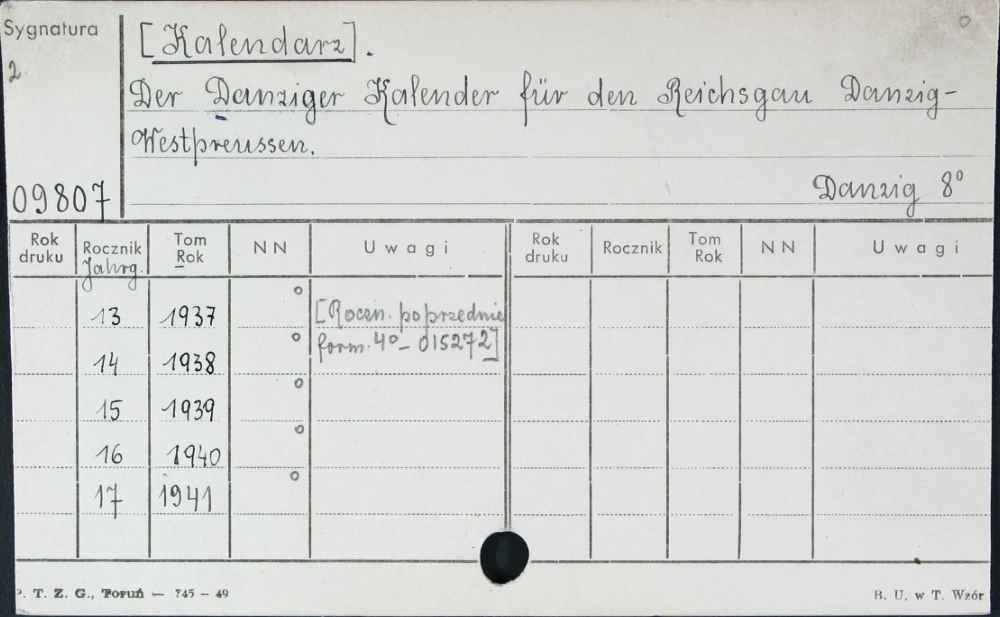 Sygnatura
2
[Kalendarz].
Der Danziger Kalender für den Reichsgau Danzig-
Westpreussen.
09807
Danzig 8°
Rok druku Rocznik Jahrg. Tom Rok NN Uwagi Rok druku Rocznik Tom Rok NN Uwagi
13 1937 [Roczn. poprzednie
14 1938 form. 4° - 015272]
15 1939
16 1940
17 1941
P. T. Z. G., Toruń — 745 – 49
B. U. w T. Wzór